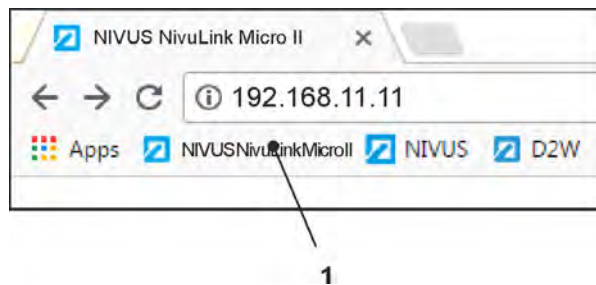 NIVUS NivuLink Micro II
192.168.11.11
Apps NIVUSNivuLinkMicroII NIVUS D2W
1